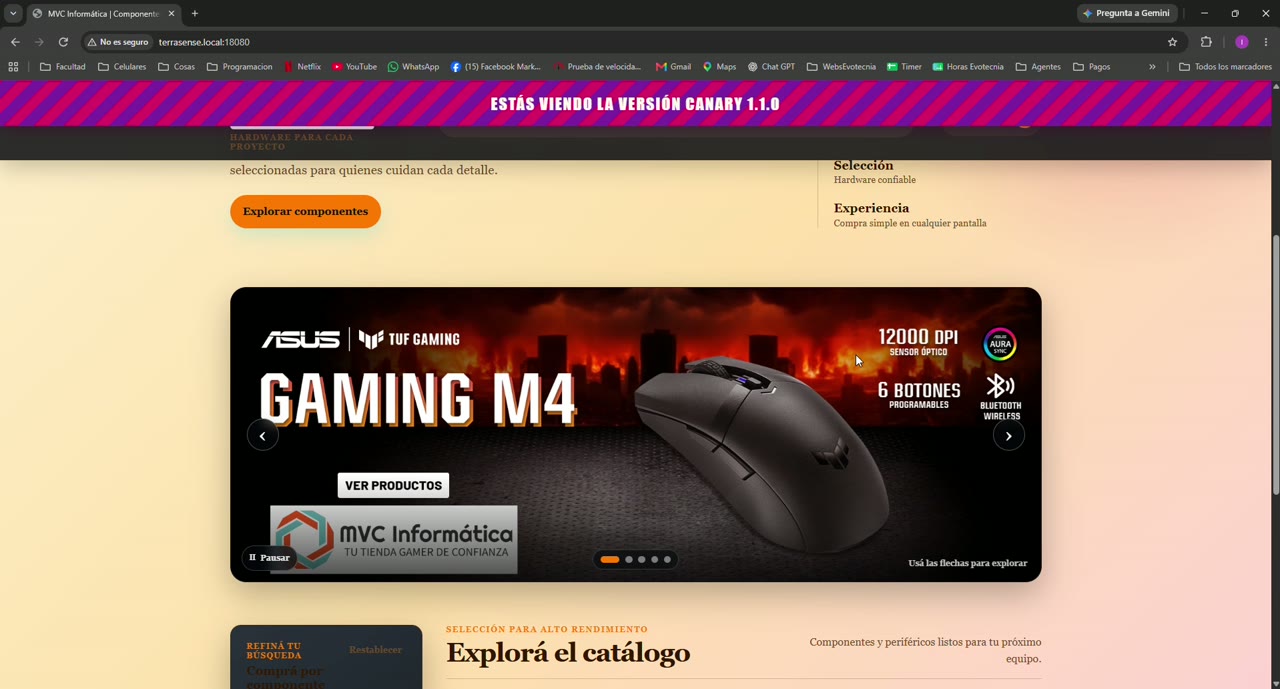 MVC Informática | Componente
Pregunta a Gemini
No es seguro
terrasense.local:18080
Facultad
Celulares
Cosas
Programacion
Netflix
YouTube
WhatsApp
(15) Facebook Mark...
Prueba de velocida...
Gmail
Maps
Chat GPT
WebsEvotecnia
Timer
Horas Evotecnia
Agentes
Pagos
»
Todos los marcadores
ESTÁS VIENDO LA VERSIÓN CANARY 1.1.0
HARDWARE PARA CADA
PROYECTO
seleccionadas para quienes cuidan cada detalle.
Explorar componentes
Selección
Hardware confiable
Experiencia
Compra simple en cualquier pantalla
ASUS
TUF GAMING
GAMING M4
12000 DPI
SENSOR ÓPTICO
ASUS
AURA
SYNC
6 BOTONES
PROGRAMABLES
BLUETOOTH
WIRELESS
VER PRODUCTOS
MVC Informática
TU TIENDA GAMER DE CONFIANZA
Pausar
Usá las flechas para explorar
REFINÁ TU
BÚSQUEDA
Restablecer
Comprá por
componente
SELECCIÓN PARA ALTO RENDIMIENTO
Explorá el catálogo
Componentes y periféricos listos para tu próximo
equipo.